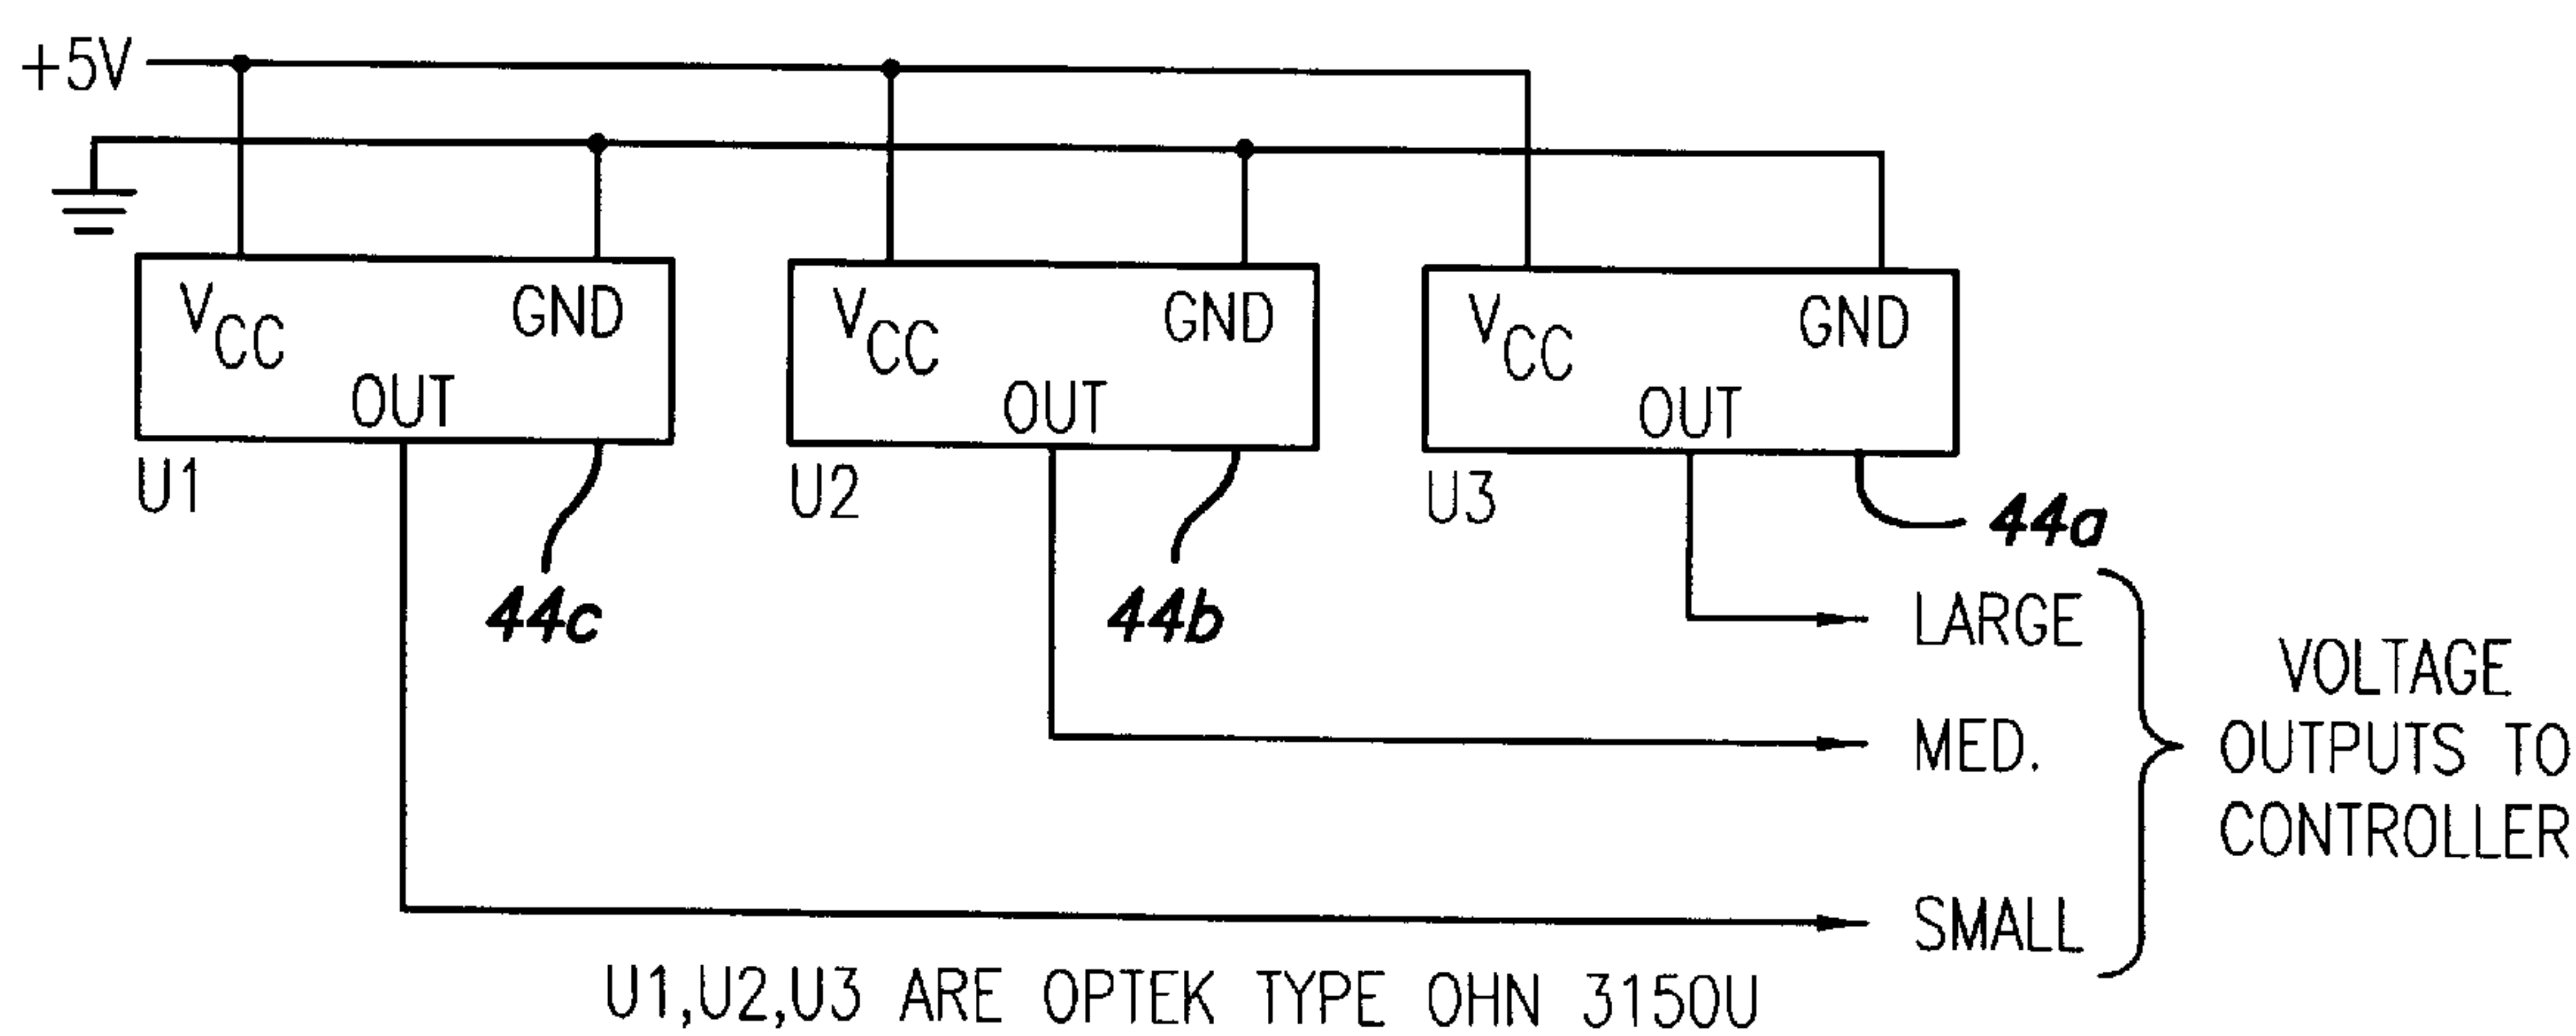 +5V
VCC GND
OUT
U1
44c
VCC GND
OUT
U2
44b
VCC GND
OUT
U3
44a
LARGE
MED.
SMALL
VOLTAGE
OUTPUTS TO
CONTROLLER
U1,U2,U3 ARE OPTEK TYPE OHN 3150U